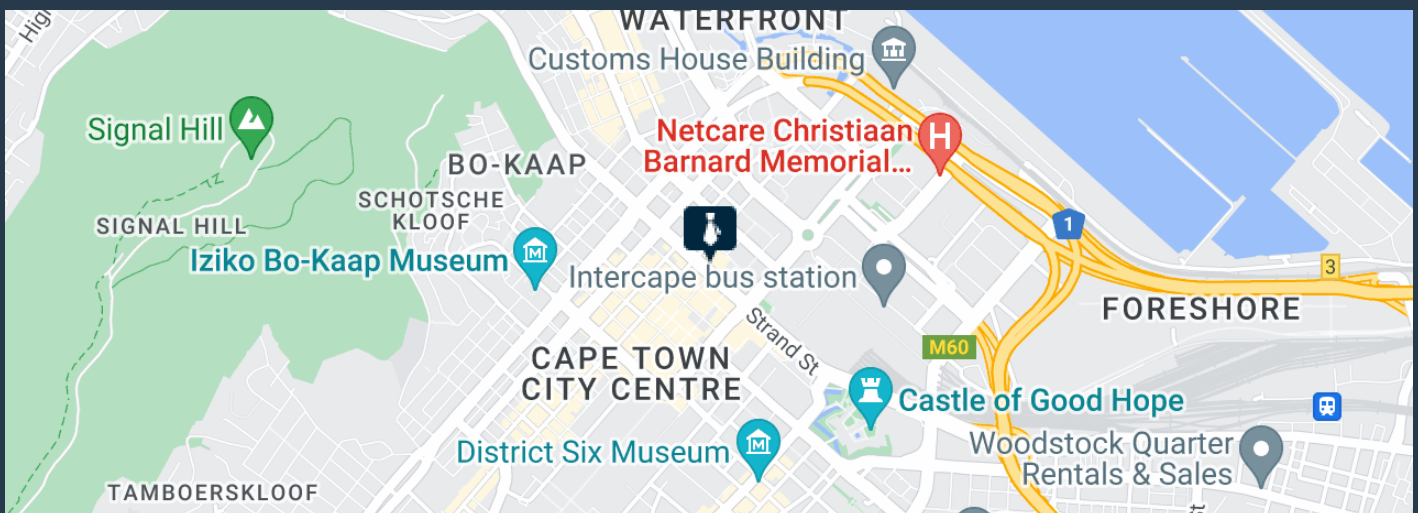 High
WATERFRONT
Customs House Building
Signal Hill
Netcare Christiaan
Barnard Memorial...
H
BO-KAAP
SCHOTSCHE
KLOOF
SIGNAL HILL
1
Iziko Bo-Kaap Museum
M
Intercape bus station
3
FORESHORE
Strand St
M60
CAPE TOWN
CITY CENTRE
Castle of Good Hope
District Six Museum
M
Woodstock Quarter
Rentals & Sales
TAMBOERSKLOOF
st